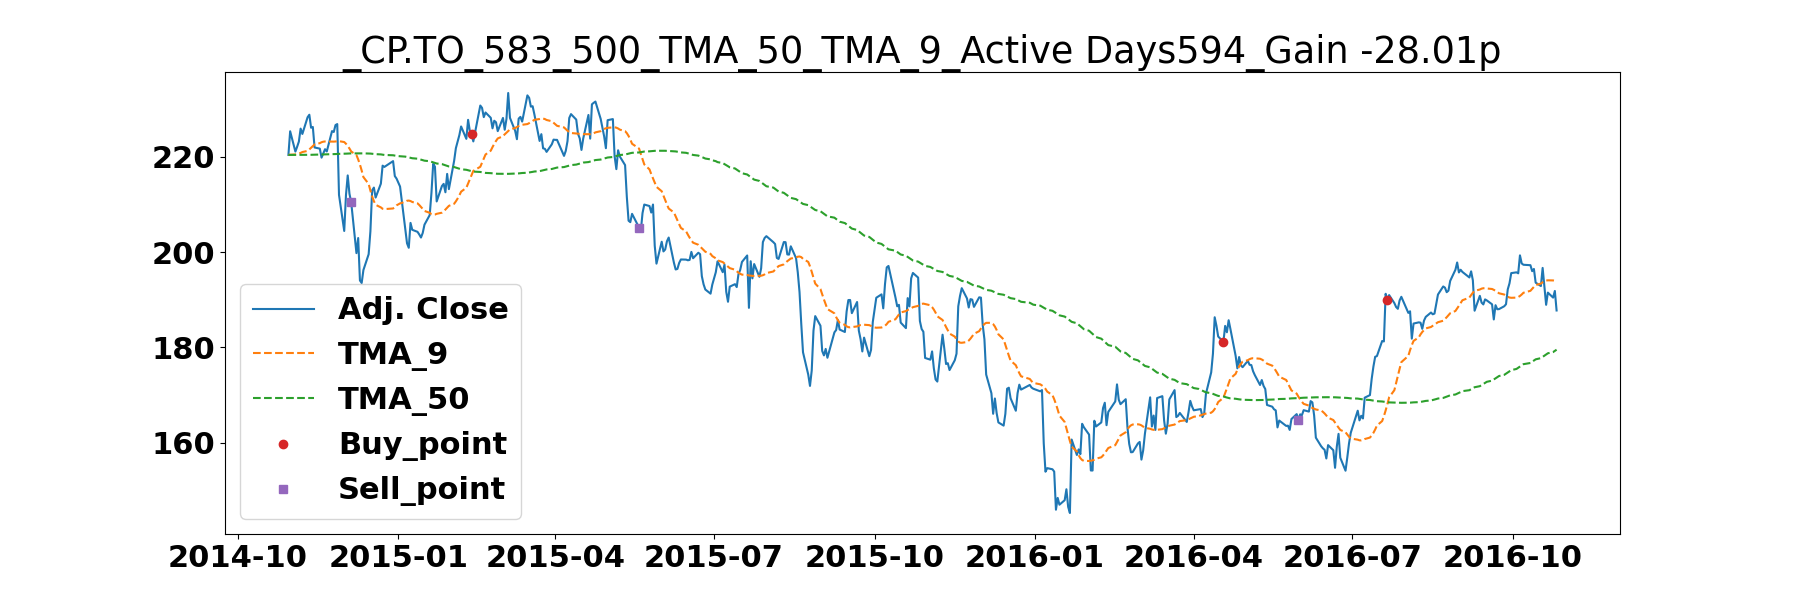 _CP.TO_583_500_TMA_50_TMA_9_Active Days594_Gain -28.01p
220
200
180
160
Adj. Close
TMA_9
TMA_50
Buy_point
Sell_point
2014-10 2015-01 2015-04 2015-07 2015-10 2016-01 2016-04 2016-07 2016-10